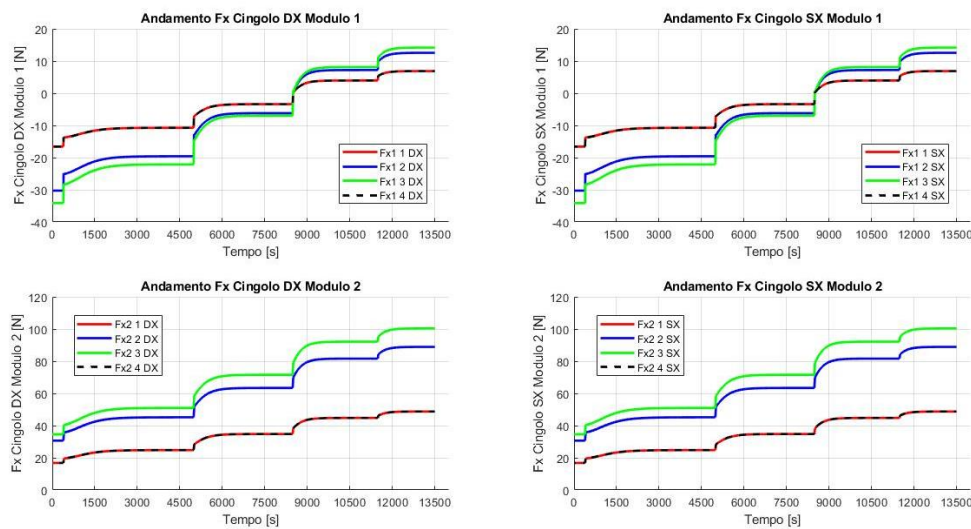 Andamento Fx Cingolo DX Modulo 1
Fx Cingolo DX Modulo 1 [N]
20
10
0
-10
-20
-30
-40
Fx1 1 DX
Fx1 2 DX
Fx1 3 DX
Fx1 4 DX
0 1500 3000 4500 6000 7500 9000 10500 12000 13500
Tempo [s]
Andamento Fx Cingolo SX Modulo 1
Fx Cingolo SX Modulo 1 [N]
20
10
0
-10
-20
-30
-40
Fx1 1 SX
Fx1 2 SX
Fx1 3 SX
Fx1 4 SX
0 1500 3000 4500 6000 7500 9000 10500 12000 13500
Tempo [s]
Andamento Fx Cingolo DX Modulo 2
Fx Cingolo DX Modulo 2 [N]
120
100
80
60
40
20
0
Fx2 1 DX
Fx2 2 DX
Fx2 3 DX
Fx2 4 DX
0 1500 3000 4500 6000 7500 9000 10500 12000 13500
Tempo [s]
Andamento Fx Cingolo SX Modulo 2
Fx Cingolo SX Modulo 2 [N]
120
100
80
60
40
20
0
Fx2 1 SX
Fx2 2 SX
Fx2 3 SX
Fx2 4 SX
0 1500 3000 4500 6000 7500 9000 10500 12000 13500
Tempo [s]